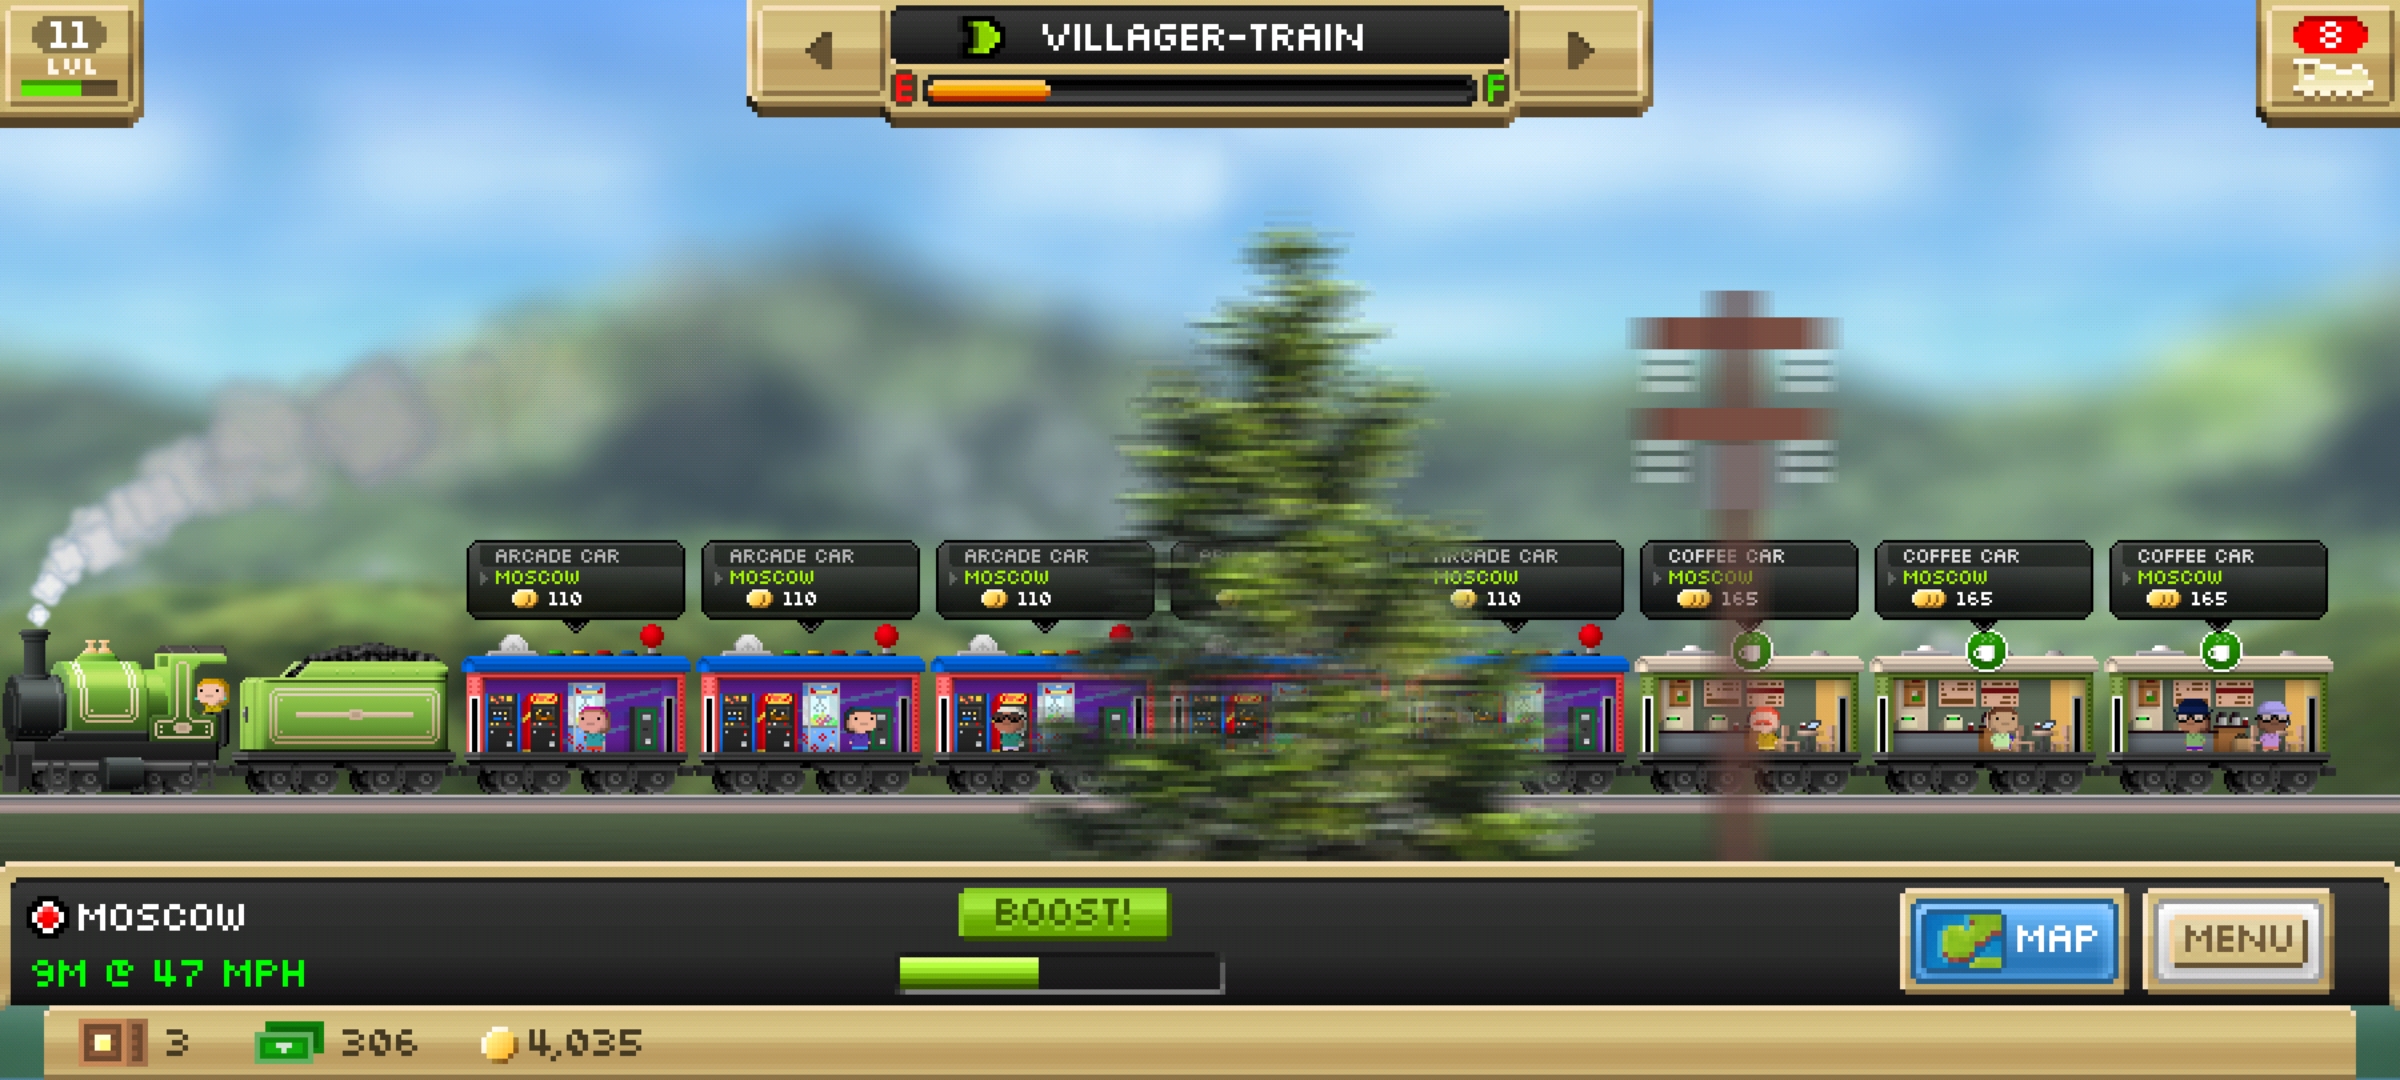 11
LVL
VILLAGER-TRAIN
E
F
8
ARCADE CAR
MOSCOW
110
ARCADE CAR
MOSCOW
110
ARCADE CAR
MOSCOW
110
ARCADE CAR
MOSCOW
110
COFFEE CAR
MOSCOW
165
COFFEE CAR
MOSCOW
165
COFFEE CAR
MOSCOW
165
MOSCOW
9M @ 47 MPH
BOOST!
MAP
MENU
3
306
4,035